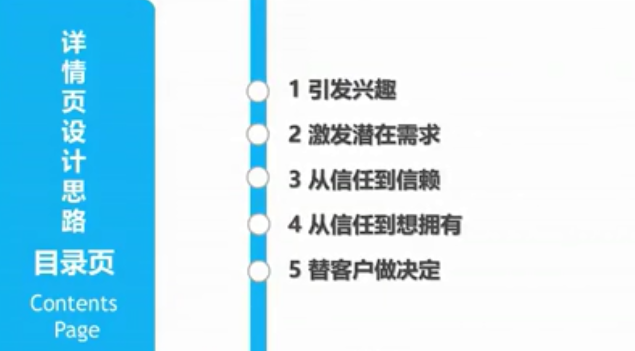 详情页设计思路
目录页
Contents
Page
1 引发兴趣
2 激发潜在需求
3 从信任到信赖
4 从信任到想拥有
5 替客户做决定